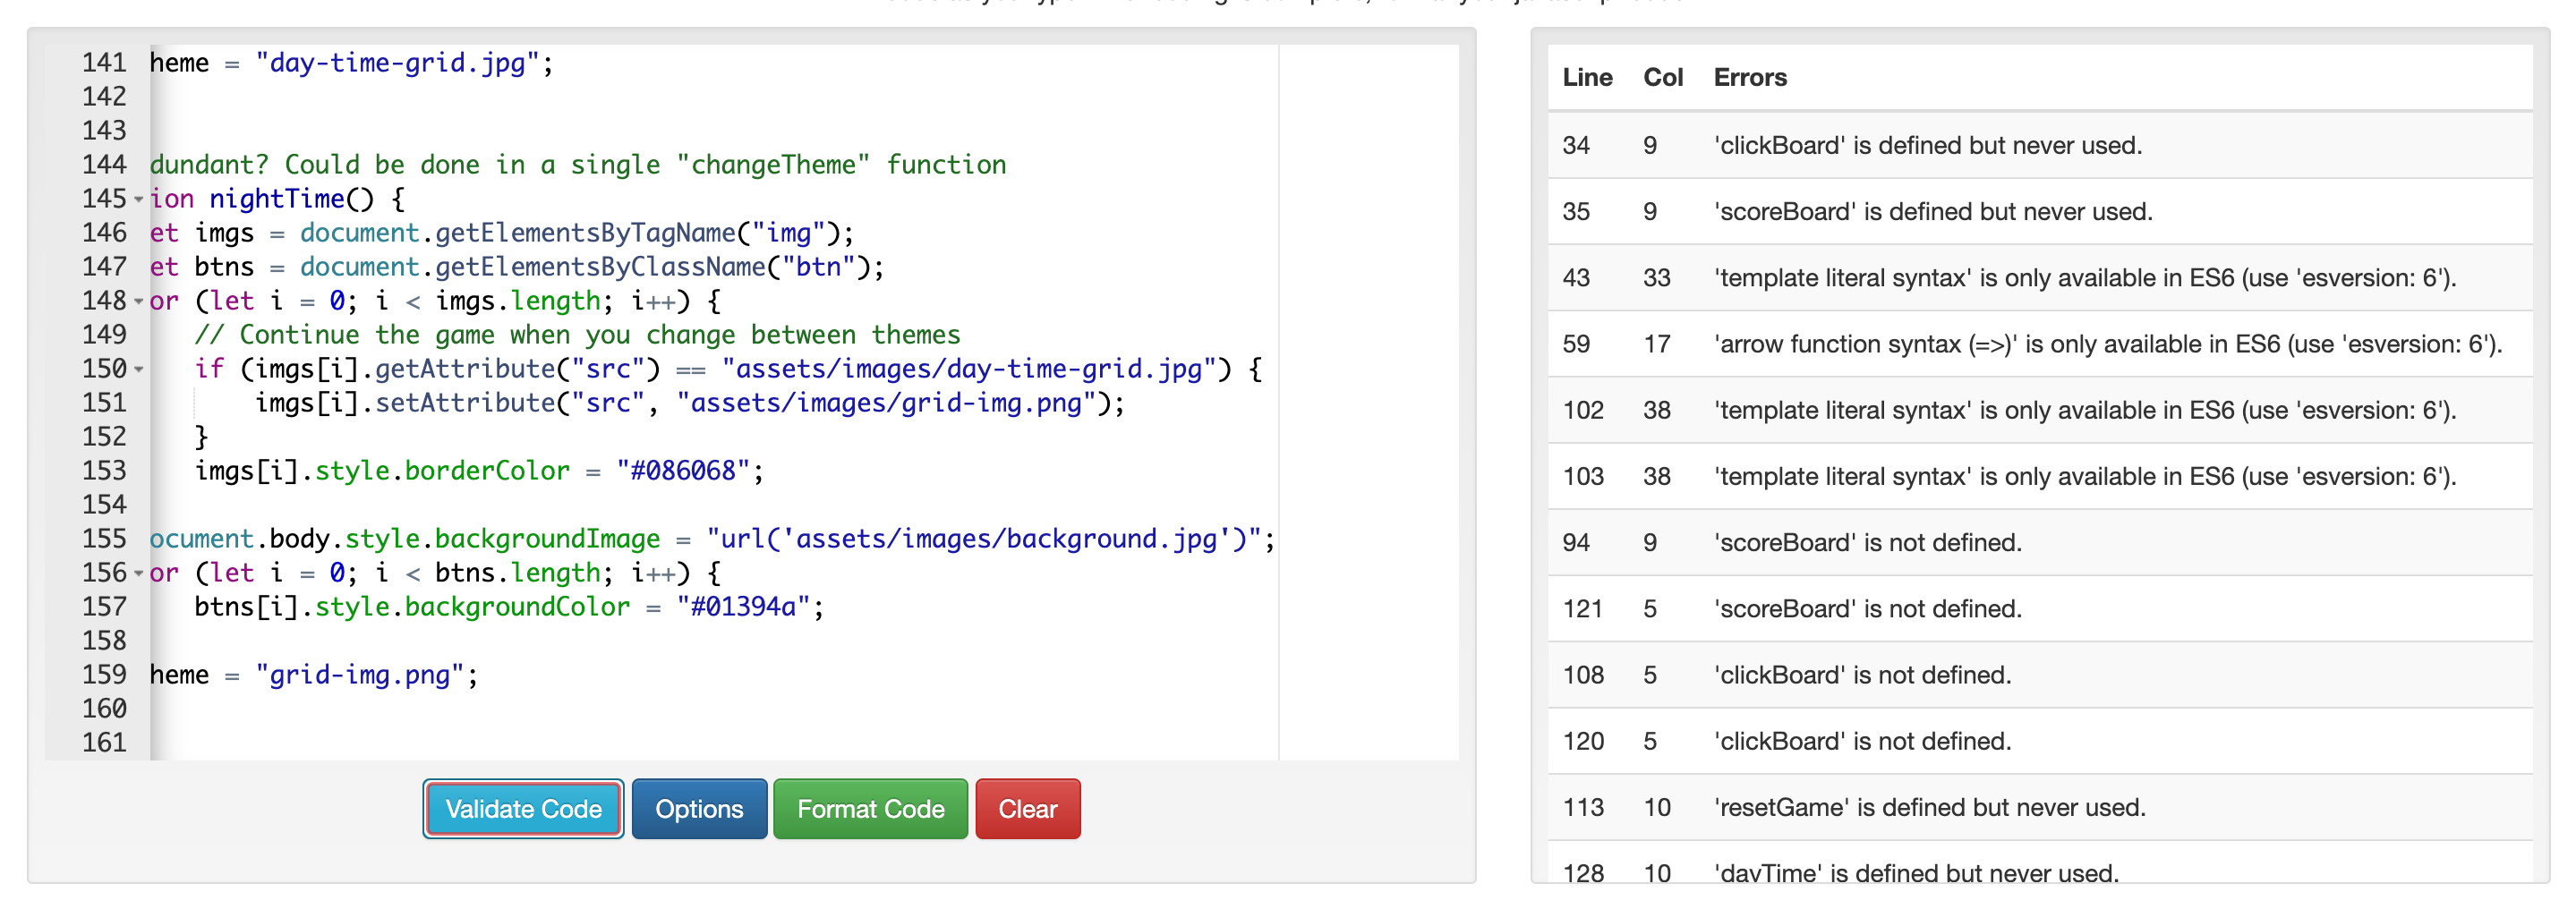 141 heme = "day-time-grid.jpg";
142
143
144 dundant? Could be done in a single "changeTheme" function
145 ion nightTime() {
146 et imgs = document.getElementsByTagName("img");
147 et btns = document.getElementsByClassName("btn");
148 or (let i = 0; i < imgs.length; i++) {
149 // Continue the game when you change between themes
150 if (imgs[i].getAttribute("src") == "assets/images/day-time-grid.jpg") {
151 imgs[i].setAttribute("src", "assets/images/grid-img.png");
152 }
153 imgs[i].style.borderColor = "#086068";
154
155 ocument.body.style.backgroundImage = "url('assets/images/background.jpg')";
156 or (let i = 0; i < btns.length; i++) {
157 btns[i].style.backgroundColor = "#01394a";
158
159 heme = "grid-img.png";
160
161
Validate Code Options Format Code Clear
Line Col Errors
34 9 'clickBoard' is defined but never used.
35 9 'scoreBoard' is defined but never used.
43 33 'template literal syntax' is only available in ES6 (use 'esversion: 6').
59 17 'arrow function syntax (=>)' is only available in ES6 (use 'esversion: 6').
102 38 'template literal syntax' is only available in ES6 (use 'esversion: 6').
103 38 'template literal syntax' is only available in ES6 (use 'esversion: 6').
94 9 'scoreBoard' is not defined.
121 5 'scoreBoard' is not defined.
108 5 'clickBoard' is not defined.
120 5 'clickBoard' is not defined.
113 10 'resetGame' is defined but never used.
128 10 'dayTime' is defined but never used.